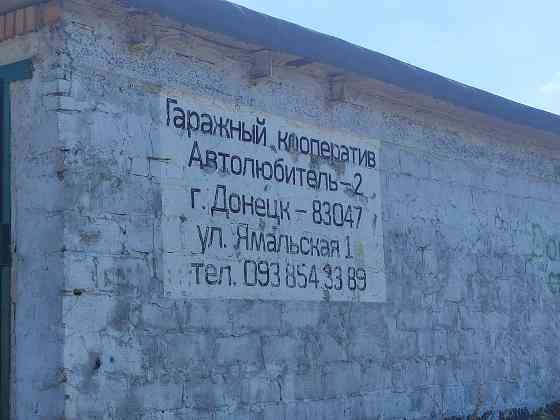 Гаражный кооператив
Автолюбитель-2
г. Донецк - 83047
ул. Ямальская 1
тел. 093 854 33 89